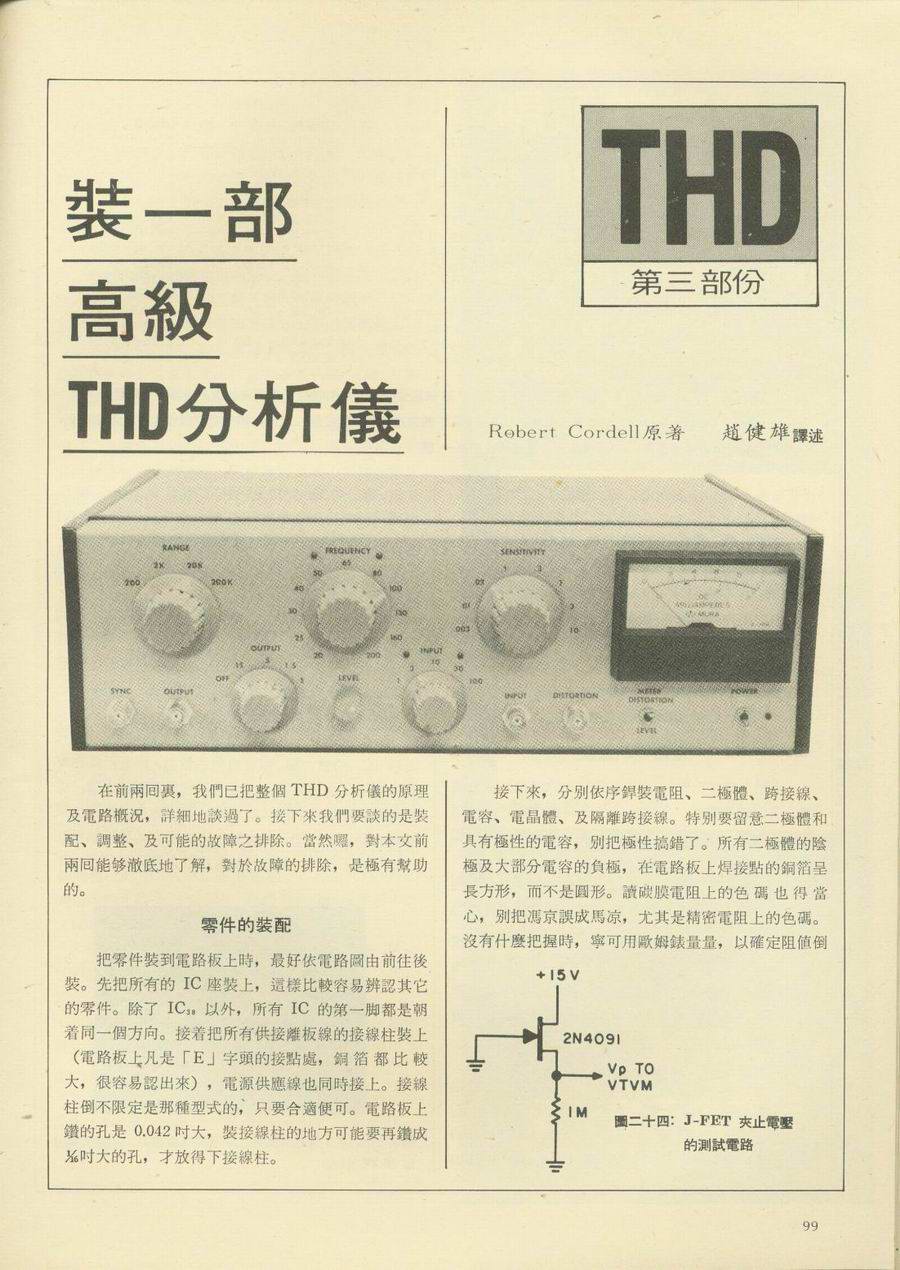 裝一部
高級
THD分析儀
THD
第三部份
Robert Cordell原著 趙健雄譯述
RANGE
200
2K
20K
200K
FREQUENCY
20
25
30
40
50
65
80
100
130
160
200
SENSITIVITY
.003
.01
.03
.1
.3
1
3
10
DC
MILLIAMPERES
SYNC
OUTPUT
OUTPUT
OFF
.15
.5
1.5
5
LEVEL
INPUT
1
3
10
30
100
INPUT
DISTORTION
METER
DISTORTION
LEVEL
POWER
在前兩回裏，我們已把整個 THD 分析儀的原理
及電路概況，詳細地談過了。接下來我們要談的是裝
配、調整、及可能的故障之排除。當然囉，對本文前
兩回能够澈底地了解，對於故障的排除，是極有幫助
的。
零件的裝配
把零件裝到電路板上時，最好依電路圖由前往後
裝。先把所有的 IC 座裝上，這樣比較容易辨認其它
的零件。除了 IC₃₈ 以外，所有 IC 的第一脚都是朝
着同一個方向。接着把所有供接離板線的接線柱裝上
（電路板上凡是「E」字頭的接點處，銅箔都比較
大，很容易認出來），電源供應線也同時接上。接線
柱倒不限定是那種型式的，只要合適便可。電路板上
鑽的孔是 0.042 吋大，裝接線柱的地方可能要再鑽成
1/16吋大的孔，才放得下接線柱。
接下來，分別依序銲裝電阻、二極體、跨接線、
電容、電晶體、及隔離跨接線。特別要留意二極體和
具有極性的電容，別把極性搞錯了。所有二極體的陰
極及大部分電容的負極，在電路板上焊接點的銅箔呈
長方形，而不是圓形。讀碳膜電阻上的色碼也得當
心，別把馮京誤成馬凉，尤其是精密電阻上的色碼。
沒有什麼把握時，寧可用歐姆錶量量，以確定阻値倒
+15V
2N4091
Vp TO
VTVM
1M
圖二十四：J-FET 夾止電壓
的測試電路
99